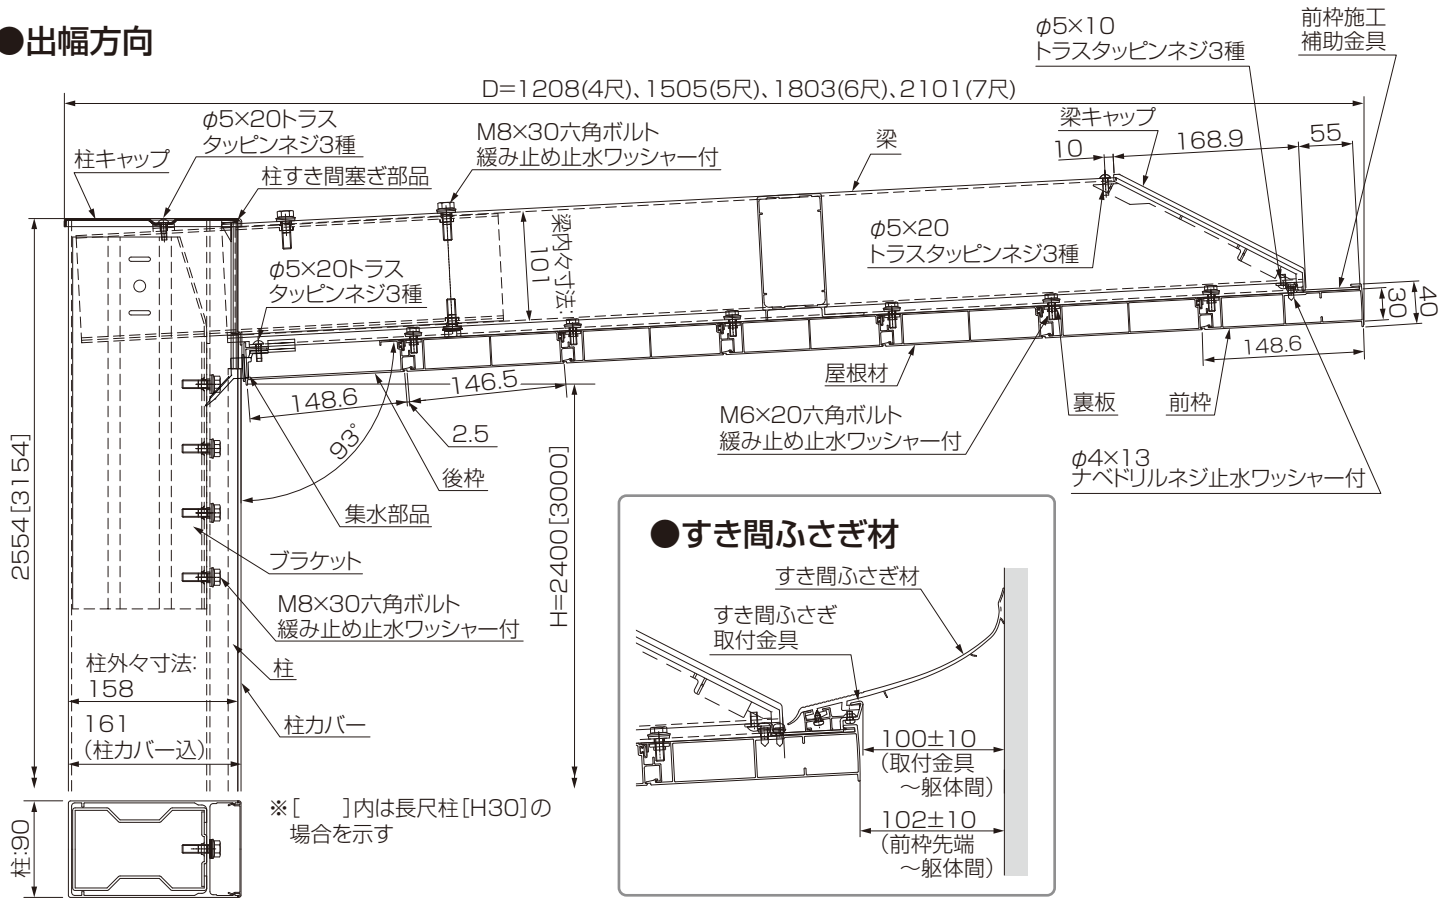 ●出幅方向
D=1208(4尺)、1505(5尺)、1803(6尺)、2101(7尺)
φ5×10
トラスタッピンネジ3種
前枠施工
補助金具
柱キャップ
φ5×20トラス
タッピンネジ3種
柱すき間塞ぎ部品
M8×30六角ボルト
緩み止め止水ワッシャー付
梁
梁キャップ
10
168.9
55
φ5×20トラス
タッピンネジ3種
梁内々寸法:
101
φ5×20
トラスタッピンネジ3種
30
40
148.6
148.6
146.5
2.5
93°
後枠
集水部品
屋根材
M6×20六角ボルト
緩み止め止水ワッシャー付
裏板
前枠
φ4×13
ナベドリルネジ止水ワッシャー付
2554[3154]
H=2400[3000]
ブラケット
M8×30六角ボルト
緩み止め止水ワッシャー付
柱外々寸法:
158
161
(柱カバー込)
柱
柱カバー
柱:90
※[ ]内は長尺柱[H30]の
場合を示す
●すき間ふさぎ材
すき間ふさぎ材
すき間ふさぎ
取付金具
100±10
(取付金具
～躯体間)
102±10
(前枠先端
～躯体間)